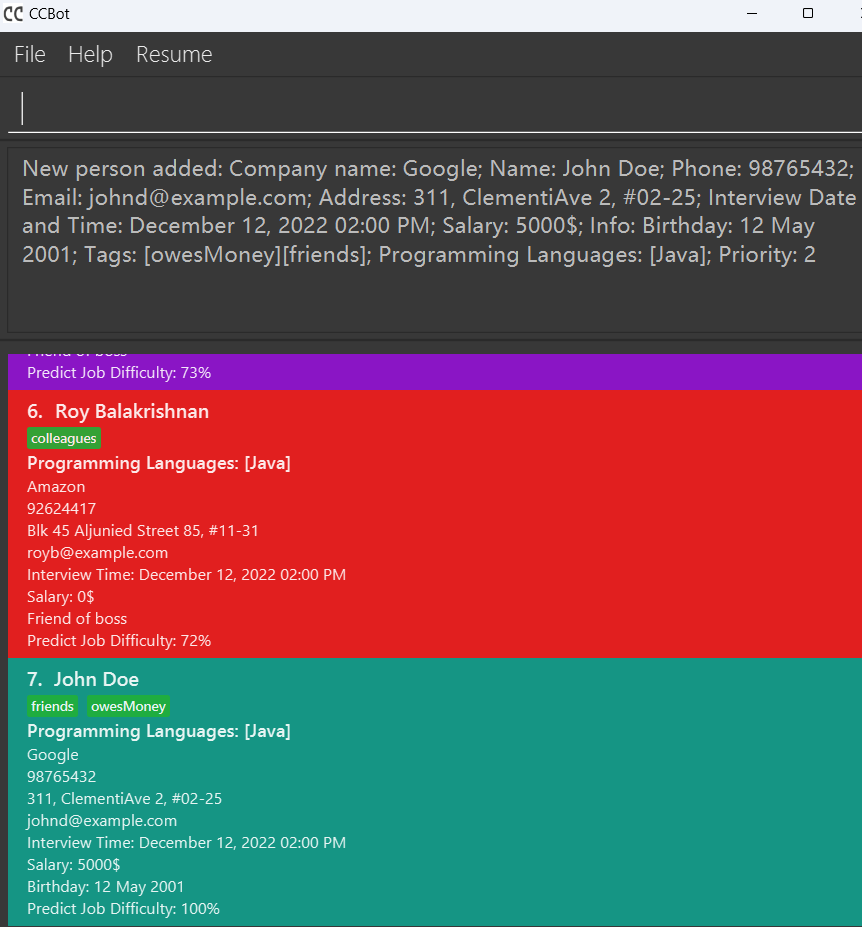 CCBot
File Help Resume
New person added: Company name: Google; Name: John Doe; Phone: 98765432;
Email: johnd@example.com; Address: 311, ClementiAve 2, #02-25; Interview Date
and Time: December 12, 2022 02:00 PM; Salary: 5000$; Info: Birthday: 12 May
2001; Tags: [owesMoney][friends]; Programming Languages: [Java]; Priority: 2
Friend of boss
Predict Job Difficulty: 73%
6. Roy Balakrishnan
colleagues
Programming Languages: [Java]
Amazon
92624417
Blk 45 Aljunied Street 85, #11-31
royb@example.com
Interview Time: December 12, 2022 02:00 PM
Salary: 0$
Friend of boss
Predict Job Difficulty: 72%
7. John Doe
friends owesMoney
Programming Languages: [Java]
Google
98765432
311, ClementiAve 2, #02-25
johnd@example.com
Interview Time: December 12, 2022 02:00 PM
Salary: 5000$
Birthday: 12 May 2001
Predict Job Difficulty: 100%